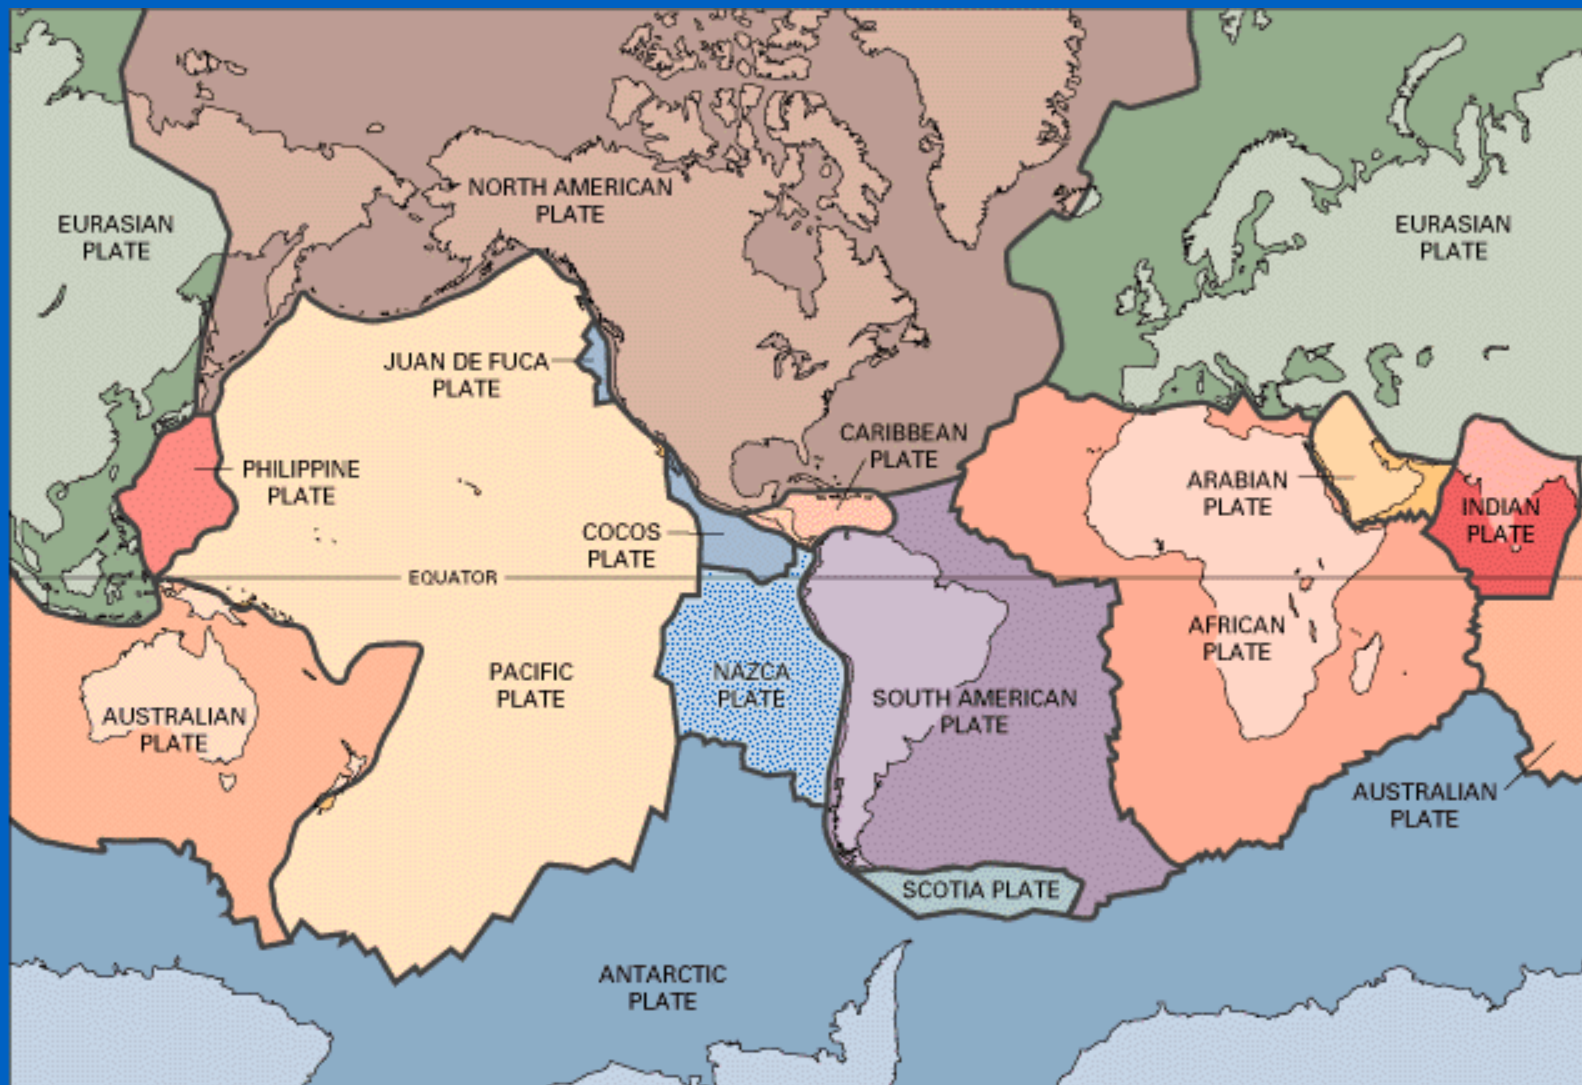 NORTH AMERICAN
PLATE
EURASIAN
PLATE
EURASIAN
PLATE
JUAN DE FUCA
PLATE
CARIBBEAN
PLATE
PHILIPPINE
PLATE
ARABIAN
PLATE
INDIAN
PLATE
COCOS
PLATE
EQUATOR
AFRICAN
PLATE
PACIFIC
PLATE
NAZCA
PLATE
SOUTH AMERICAN
PLATE
AUSTRALIAN
PLATE
AUSTRALIAN
PLATE
SCOTIA PLATE
ANTARCTIC
PLATE